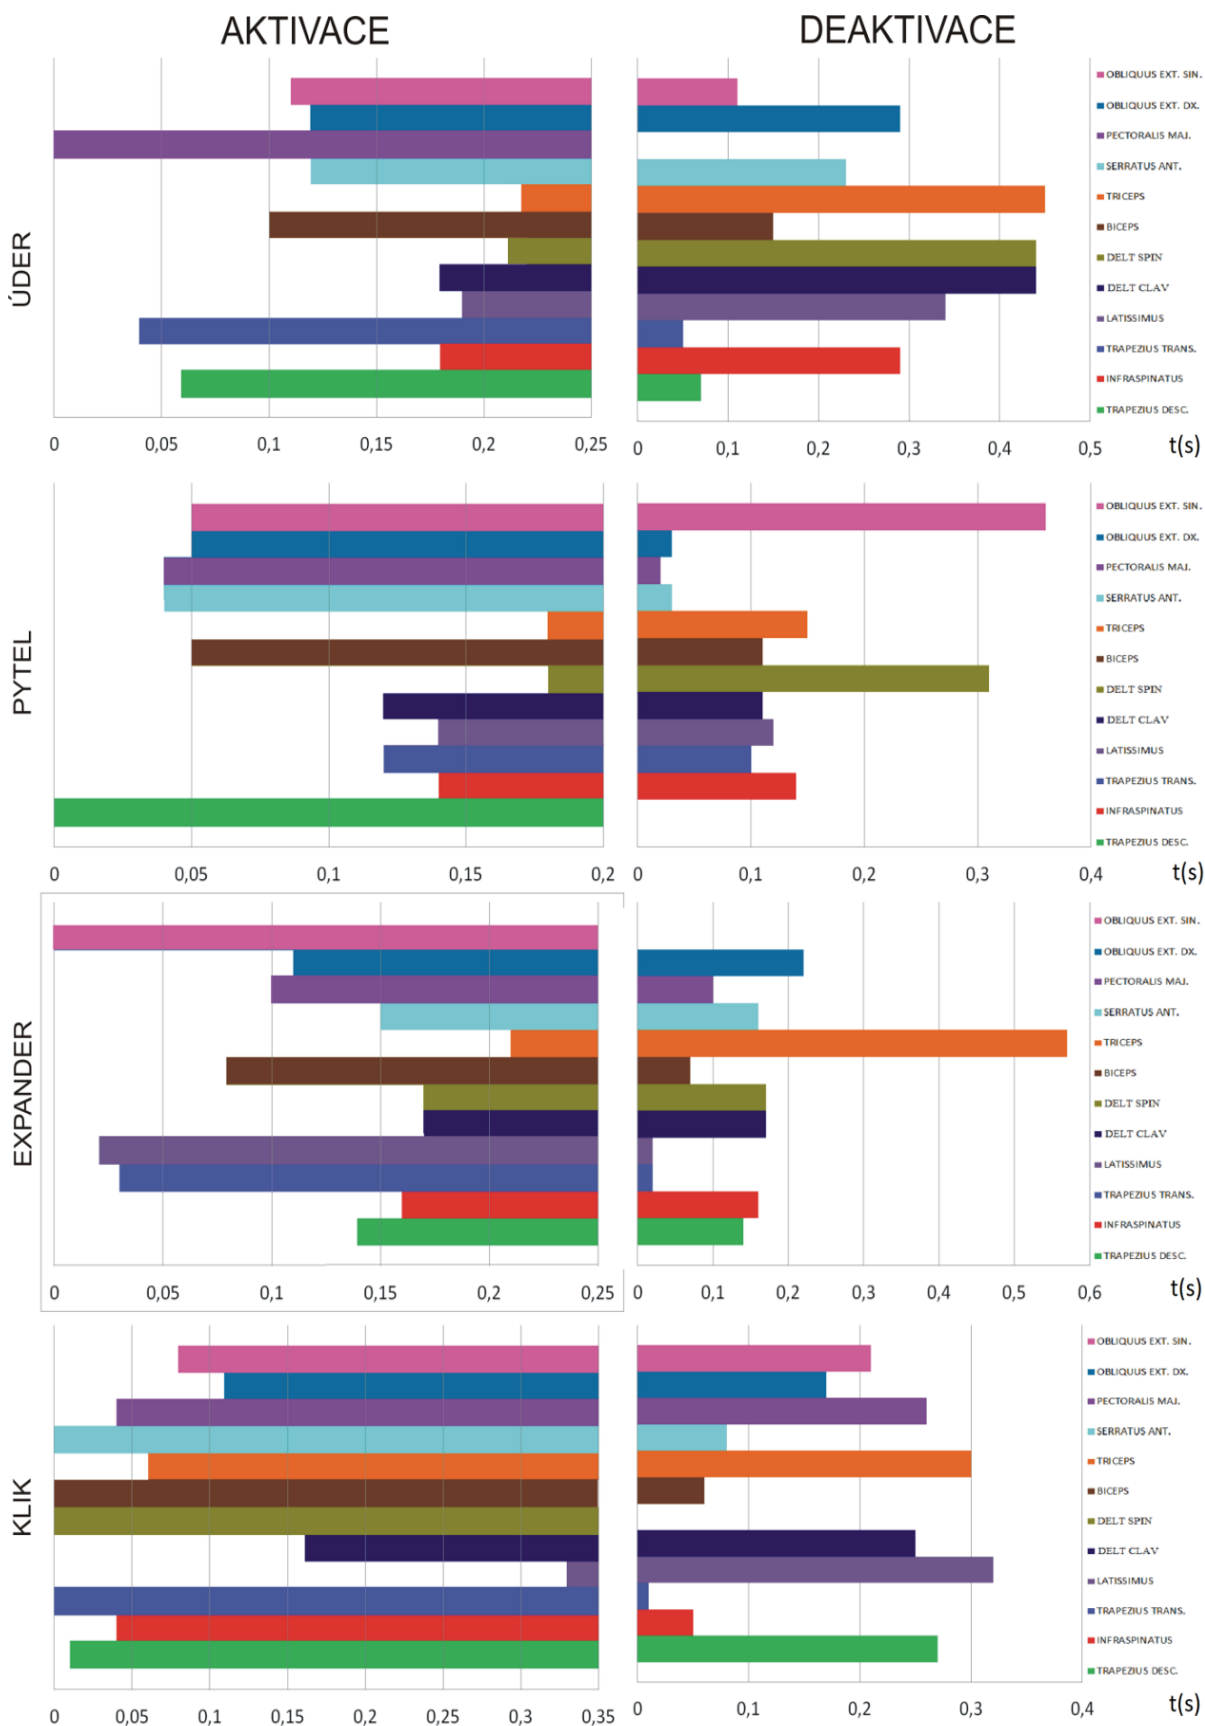 AKTIVACE
DEAKTIVACE
ÚDER
OBLIQUUS EXT. SIN.
OBLIQUUS EXT. DX.
PECTORALIS MAJ.
SERRATUS ANT.
TRICEPS
BICEPS
DELT SPIN
DELT CLAV
LATISSIMUS
TRAPEZIUS TRANS.
INFRASPINATUS
TRAPEZIUS DESC.
0 0,05 0,1 0,15 0,2 0,25
0 0,1 0,2 0,3 0,4 0,5 t(s)
PYTEL
OBLIQUUS EXT. SIN.
OBLIQUUS EXT. DX.
PECTORALIS MAJ.
SERRATUS ANT.
TRICEPS
BICEPS
DELT SPIN
DELT CLAV
LATISSIMUS
TRAPEZIUS TRANS.
INFRASPINATUS
TRAPEZIUS DESC.
0 0,05 0,1 0,15 0,2
0 0,1 0,2 0,3 0,4 t(s)
EXPANDER
OBLIQUUS EXT. SIN.
OBLIQUUS EXT. DX.
PECTORALIS MAJ.
SERRATUS ANT.
TRICEPS
BICEPS
DELT SPIN
DELT CLAV
LATISSIMUS
TRAPEZIUS TRANS.
INFRASPINATUS
TRAPEZIUS DESC.
0 0,05 0,1 0,15 0,2 0,25
0 0,1 0,2 0,3 0,4 0,5 0,6 t(s)
KLIK
OBLIQUUS EXT. SIN.
OBLIQUUS EXT. DX.
PECTORALIS MAJ.
SERRATUS ANT.
TRICEPS
BICEPS
DELT SPIN
DELT CLAV
LATISSIMUS
TRAPEZIUS TRANS.
INFRASPINATUS
TRAPEZIUS DESC.
0 0,05 0,1 0,15 0,2 0,25 0,3 0,35
0 0,1 0,2 0,3 0,4 t(s)